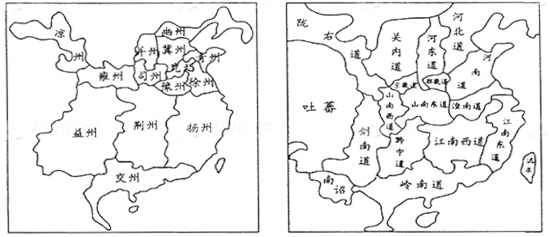 凉州
幽州
并州
冀州
青州
雍州
司州
兖
豫州
徐州
益州
荆州
扬州
交州
陇右道
关内道
河东道
河北道
河南道
京畿道
都畿道
山南西道
山南东道
淮南道
吐蕃
剑南道
黔中道
江南西道
江南东道
南诏
岭南道
流求